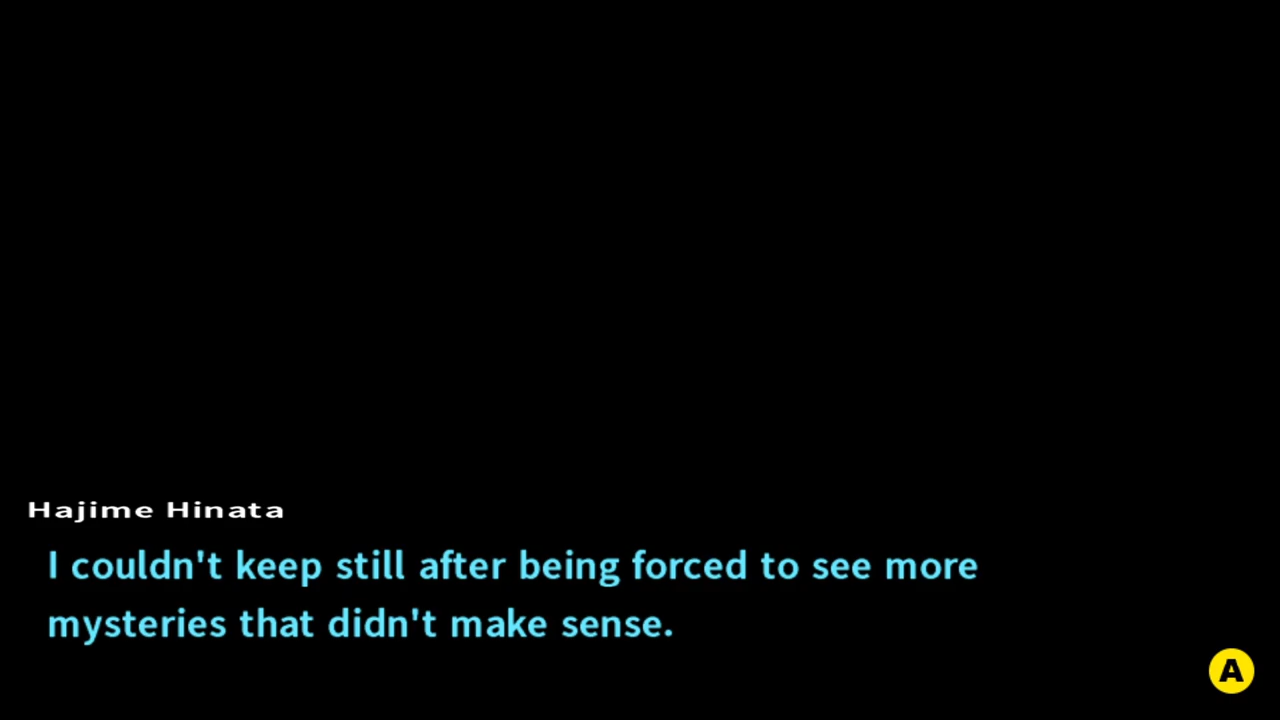 Hajime Hinata
I couldn't keep still after being forced to see more
mysteries that didn't make sense.
A